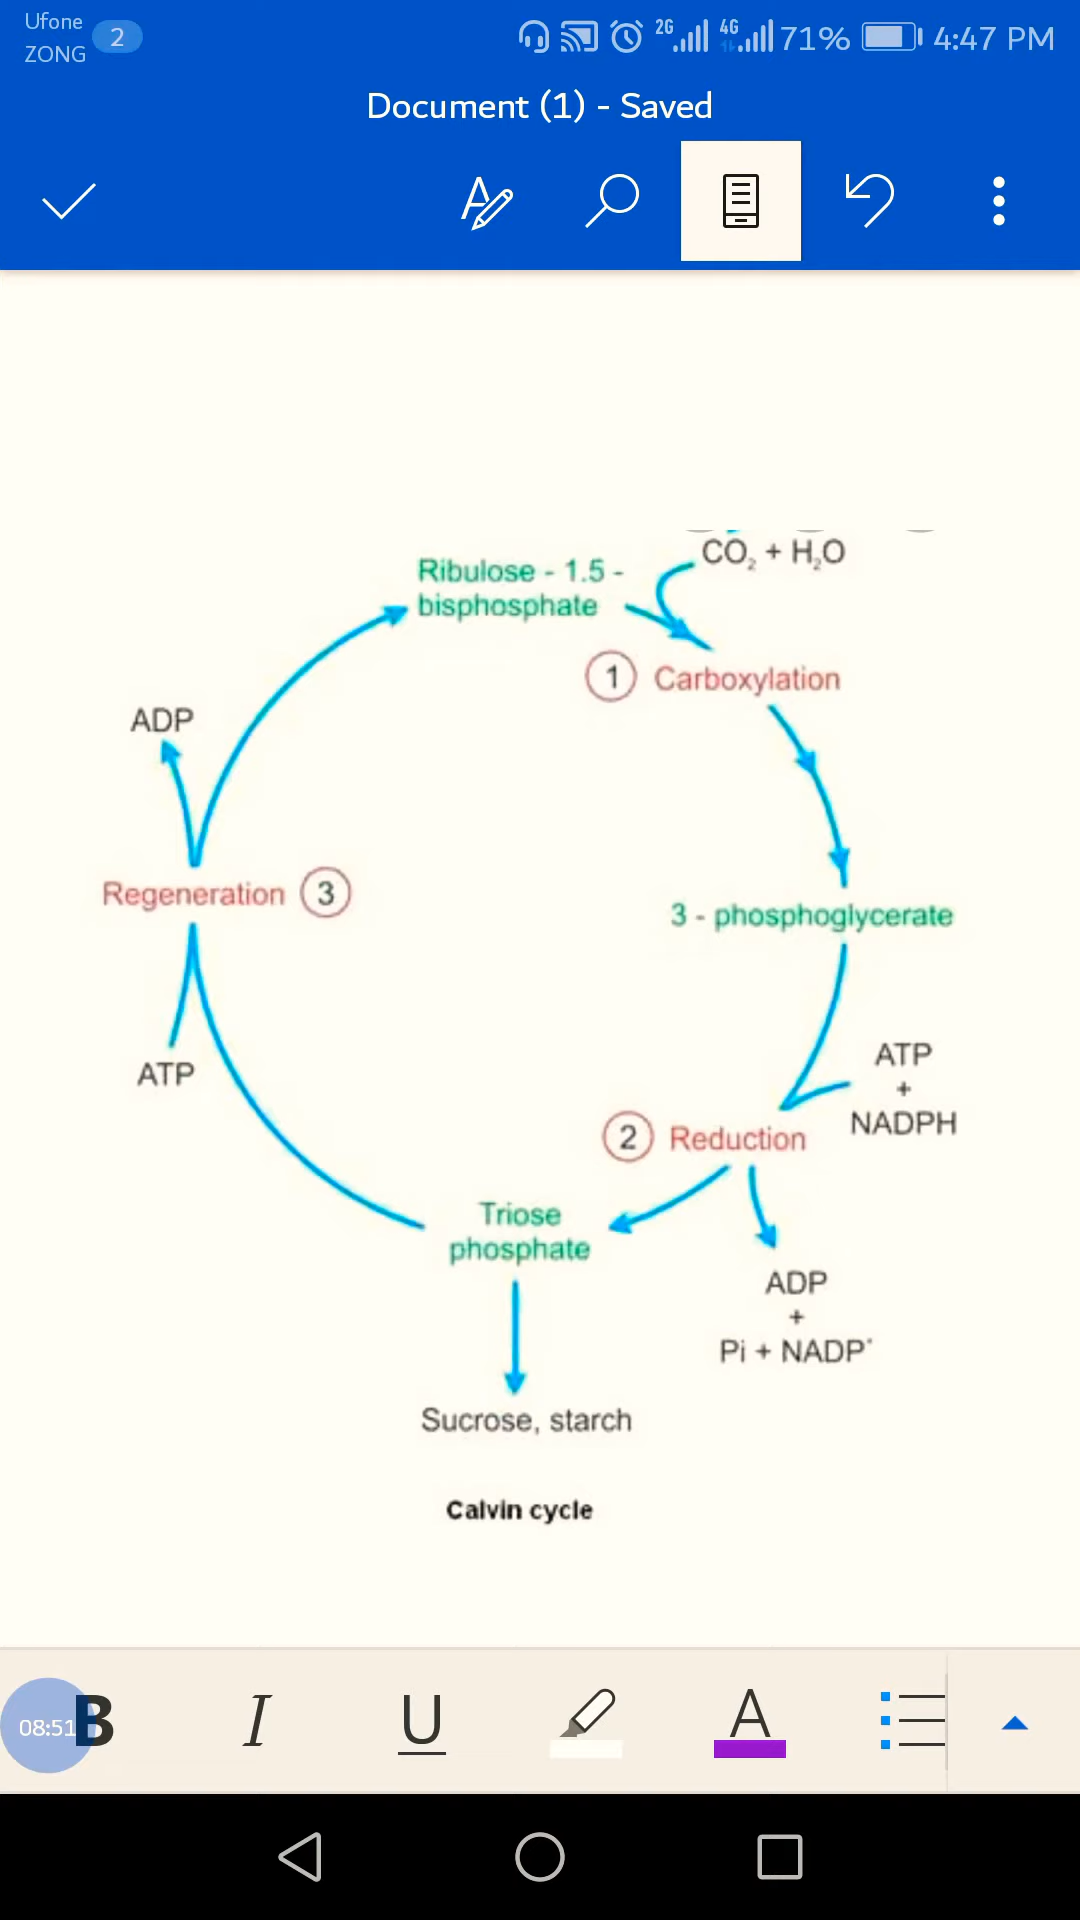 Ufone
ZONG
2
2G
4G
71%
4:47 PM
Document (1) - Saved
CO₂ + H₂O
Ribulose - 1.5 -
bisphosphate
1 Carboxylation
ADP
Regeneration 3
3 - phosphoglycerate
ATP
ATP
+
NADPH
2 Reduction
Triose
phosphate
ADP
+
Pi + NADP⁺
Sucrose, starch
Calvin cycle
08:51
B
I
U
A